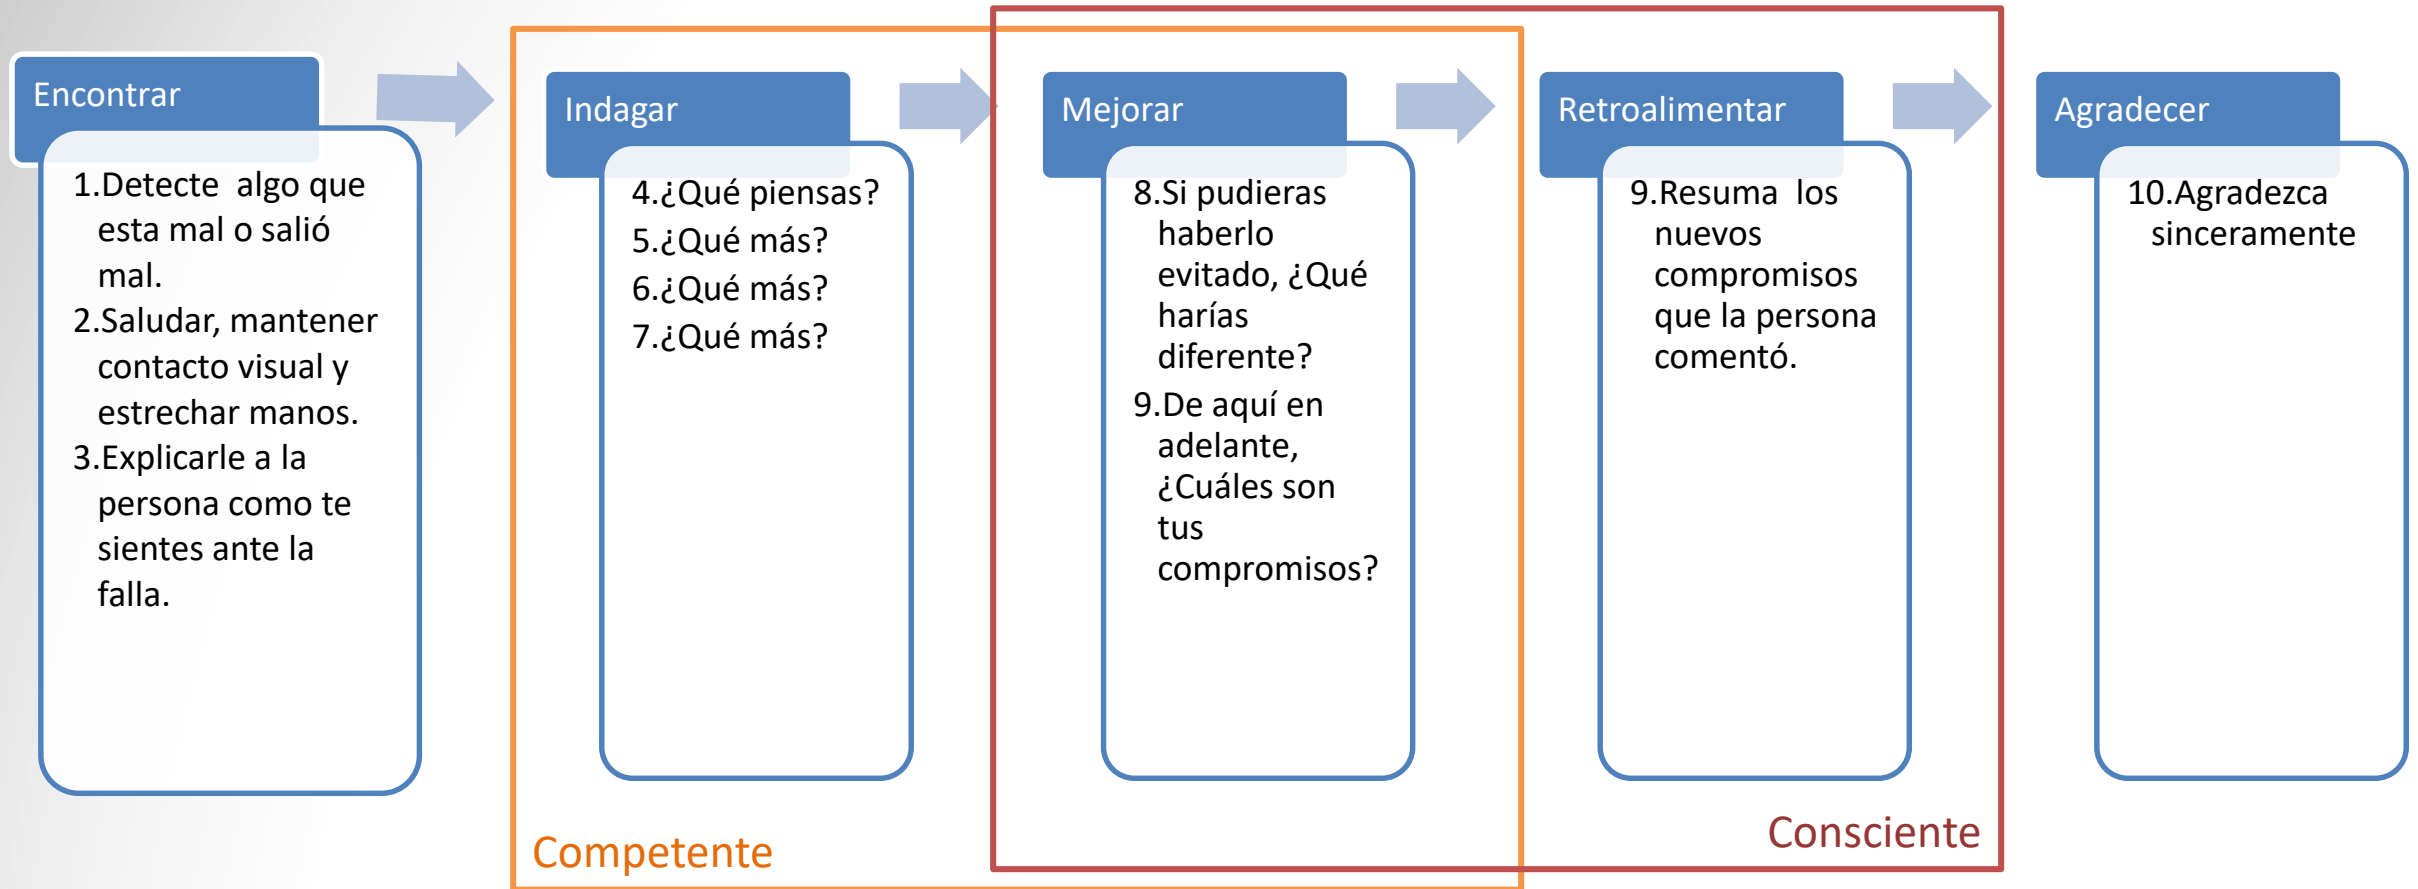 Encontrar
1.Detecte  algo que
esta mal o salió
mal.
2.Saludar, mantener
contacto visual y
estrechar manos.
3.Explicarle a la
persona como te
sientes ante la
falla.
Indagar
4.¿Qué piensas?
5.¿Qué más?
6.¿Qué más?
7.¿Qué más?
Mejorar
8.Si pudieras
haberlo
evitado, ¿Qué
harías
diferente?
9.De aquí en
adelante,
¿Cuáles son
tus
compromisos?
Retroalimentar
9.Resuma  los
nuevos
compromisos
que la persona
comentó.
Agradecer
10.Agradezca
sinceramente
Competente
Consciente